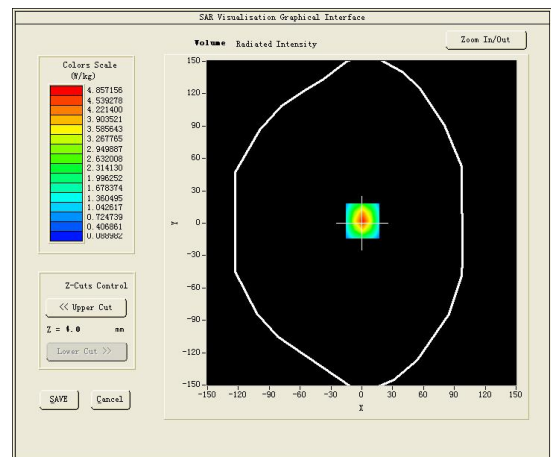 SAR Visualisation Graphical Interface
Volume Radiated Intensity
Zoom In/Out
Colors Scale
(W/kg)
4.857156
4.539278
4.221400
3.903521
3.585643
3.267765
2.949887
2.632008
2.314130
1.996252
1.678374
1.360495
1.042617
0.724739
0.406861
0.088982
Z-Cuts Control
<< Upper Cut
Z = 4.0 mm
Lower Cut >>
SAVE
Cancel
150
120
90
60
30
0
-30
-60
-90
-120
-150
Y
-150 -120 -90 -60 -30 0 30 60 90 120 150
X